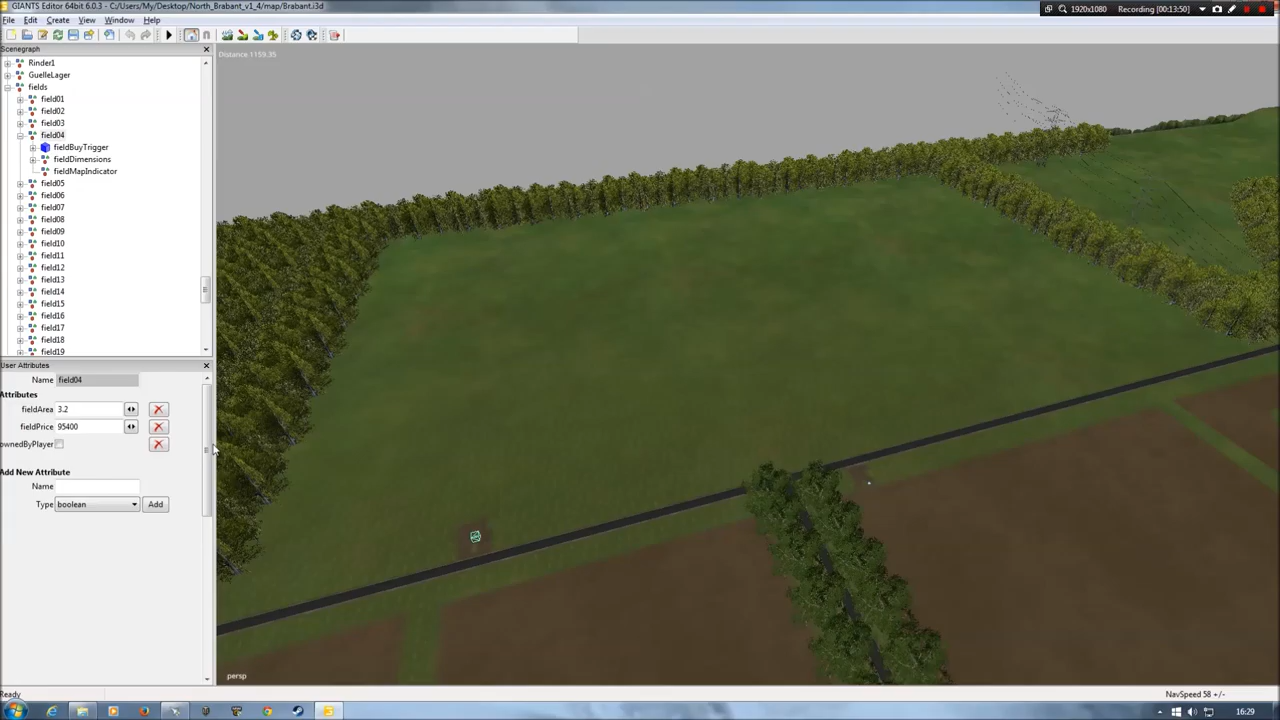 GIANTS Editor 64bit 6.0.3 - C:/Users/My/Desktop/North_Brabant_v1_4/map/Brabant.i3d
1920x1080
Recording [00:13:50]
File Edit Create View Window Help
Scenegraph
Distance 1159.35
Rinder1
GuelleLager
fields
field01
field02
field03
field04
fieldBuyTrigger
fieldDimensions
fieldMapIndicator
field05
field06
field07
field08
field09
field10
field11
field12
field13
field14
field15
field16
field17
field18
field19
User Attributes
Name field04
Attributes
fieldArea 3.2
fieldPrice 95400
ownedByPlayer
Add New Attribute
Name
Type boolean Add
persp
Ready
NavSpeed 58 +/-
16:29